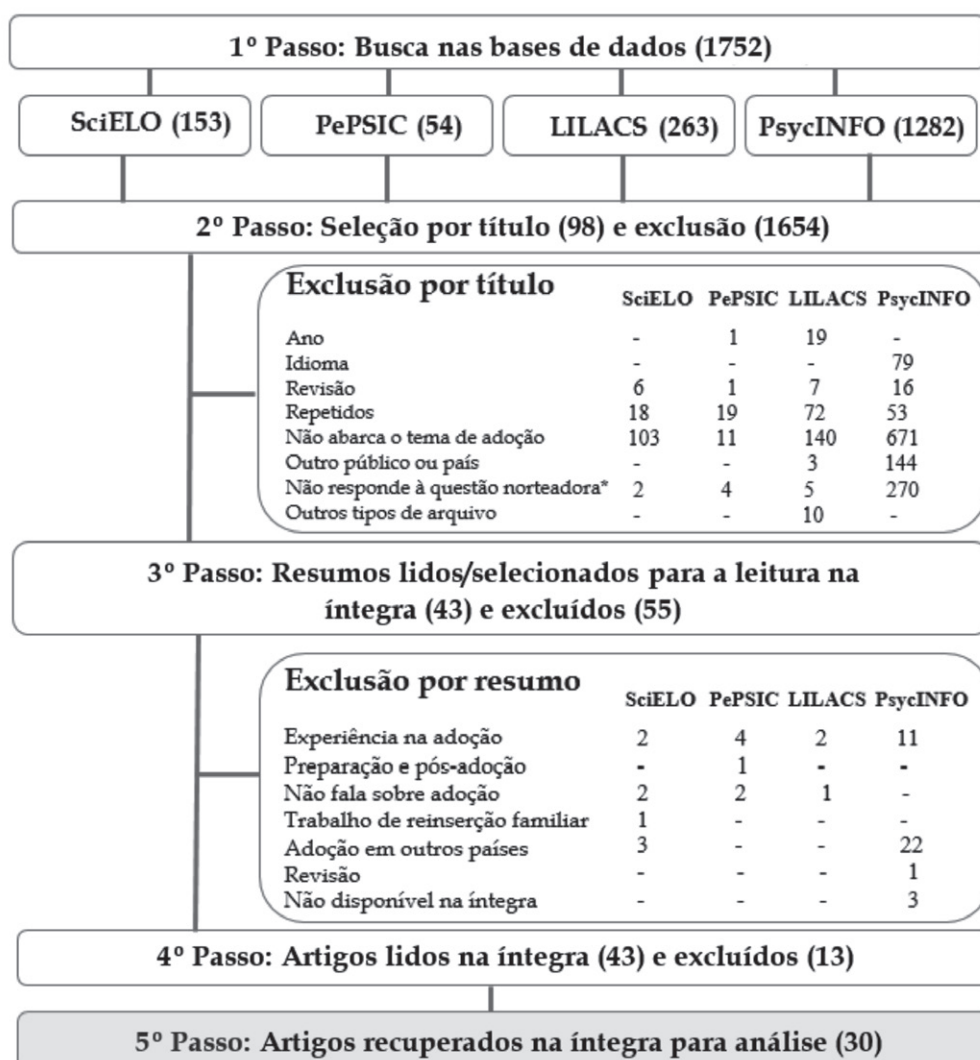 1º Passo: Busca nas bases de dados (1752)
SciELO (153) PePSIC (54) LILACS (263) PsycINFO (1282)
2º Passo: Seleção por título (98) e exclusão (1654)
Exclusão por título
SciELO PePSIC LILACS PsycINFO
Ano - 1 19 -
Idioma - - - 79
Revisão 6 1 7 16
Repetidos 18 19 72 53
Não abarca o tema de adoção 103 11 140 671
Outro público ou país - - 3 144
Não responde à questão norteadora* 2 4 5 270
Outros tipos de arquivo - - 10 -
3º Passo: Resumos lidos/selecionados para a leitura na
íntegra (43) e excluídos (55)
Exclusão por resumo
SciELO PePSIC LILACS PsycINFO
Experiência na adoção 2 4 2 11
Preparação e pós-adoção - 1 - -
Não fala sobre adoção 2 2 1 -
Trabalho de reinserção familiar 1 - - -
Adoção em outros países 3 - - 22
Revisão - - - 1
Não disponível na íntegra - - - 3
4º Passo: Artigos lidos na íntegra (43) e excluídos (13)
5º Passo: Artigos recuperados na íntegra para análise (30)